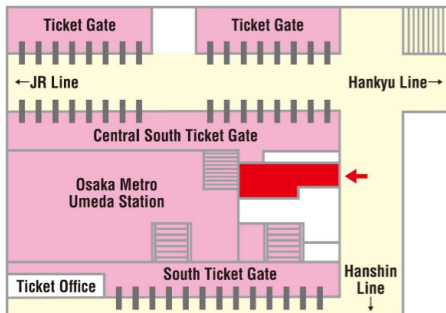 Ticket Gate
Ticket Gate
←JR Line
Hankyu Line→
Central South Ticket Gate
Osaka Metro
Umeda Station
South Ticket Gate
Hanshin
Line
↓
Ticket Office